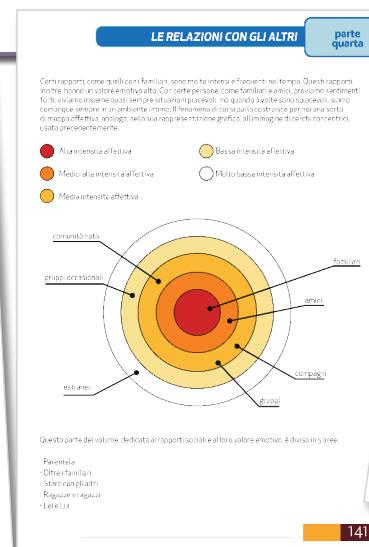 LE RELAZIONI CON GLI ALTRI
parte
quarta
Certi rapporti, come quelli con i familiari, sono molto intensi e frequenti nel tempo. Questi rapporti,
inoltre, hanno un valore emotivo alto. Con certe persone, come familiari e amici, proviamo sentimenti
forti, viviamo insieme quasi sempre situazioni piacevoli, ma quando a volte sono spiacevoli, siamo
comunque sempre in un ambiente intimo. Il fenomeno di cui si parla costruisce per noi una sorta
di mappa affettiva, analoga, nella sua rappresentazione grafica, all'immagine di cerchi concentrici,
usata precedentemente.
Alta intensità affettiva
Bassa intensità affettiva
Medio-alta intensità affettiva
Molto bassa intensità affettiva
Media intensità affettiva
comunità nota
familiari
gruppi occasionali
amici
compagni
estranei
gruppi
Questa parte del volume, dedicata ai rapporti sociali e al loro valore emotivo, è divisa in 5 aree:
- Parentela
- Oltre i familiari
- Stare con gli altri
- Ragazze e ragazzi
- Lei e Lui
141